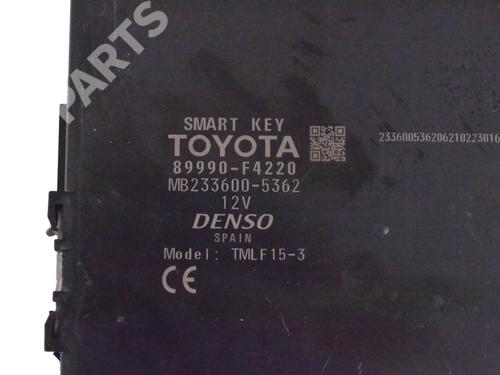 PARTS
SMART KEY
TOYOTA
89990-F4220
MB233600-5362
12V
DENSO
SPAIN
Model: TMLF15-3
CE
233600536206210223016